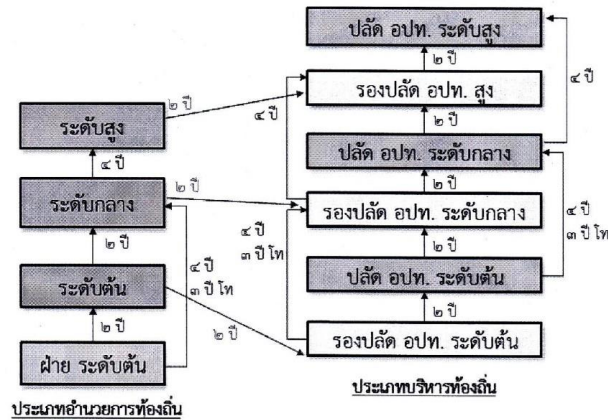 ปลัด อปท. ระดับสูง
๒ ปี
๔ ปี
รองปลัด อปท. สูง
๒ ปี
๒ ปี
๔ ปี
ระดับสูง
ปลัด อปท. ระดับกลาง
๔ ปี
๒ ปี
๒ ปี
ระดับกลาง
รองปลัด อปท. ระดับกลาง
๔ ปี
๓ ปี โท
๔ ปี
๓ ปี โท
๒ ปี
๔ ปี
๓ ปี โท
๒ ปี
ระดับต้น
ปลัด อปท. ระดับต้น
๒ ปี
๒ ปี
๒ ปี
ฝ่าย ระดับต้น
รองปลัด อปท. ระดับต้น
ประเภทอำนวยการท้องถิ่น
ประเภทบริหารท้องถิ่น